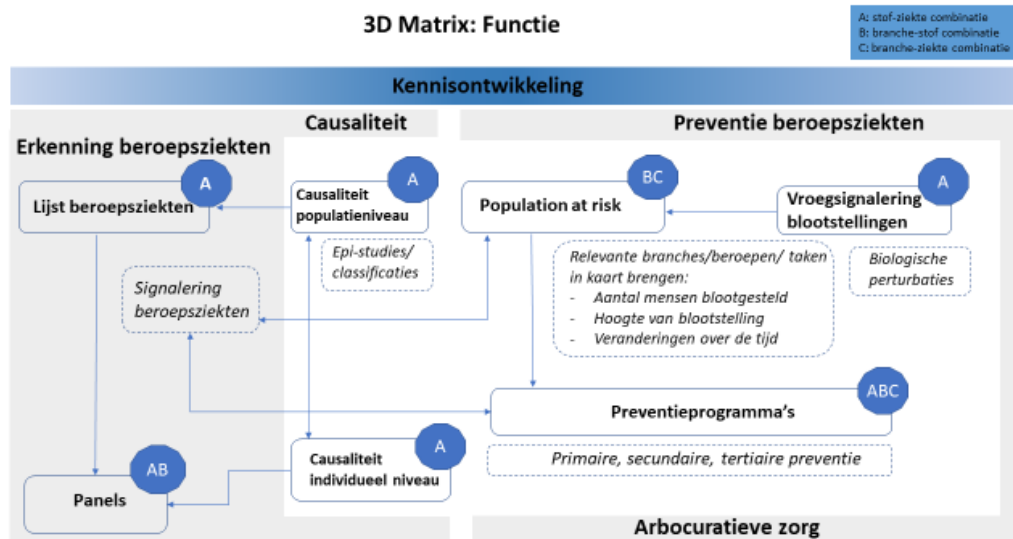 3D Matrix: Functie
A: stof-ziekte combinatie
B: branche-stof combinatie
C: branche-ziekte combinatie
Kennisontwikkeling
Causaliteit
Preventie beroepsziekten
Erkenning beroepsziekten
A
Lijst beroepsziekten
A
Causaliteit
populatieniveau
BC
Population at risk
A
Vroegsignalering
blootstellingen
Epi-studies/
classificaties
Relevante branches/beroepen/ taken
in kaart brengen:
- Aantal mensen blootgesteld
- Hoogte van blootstelling
- Veranderingen over de tijd
Biologische
perturbaties
Signalering
beroepsziekten
ABC
Preventieprogramma's
Primaire, secundaire, tertiaire preventie
A
Causaliteit
individueel niveau
AB
Panels
Arbocuratieve zorg